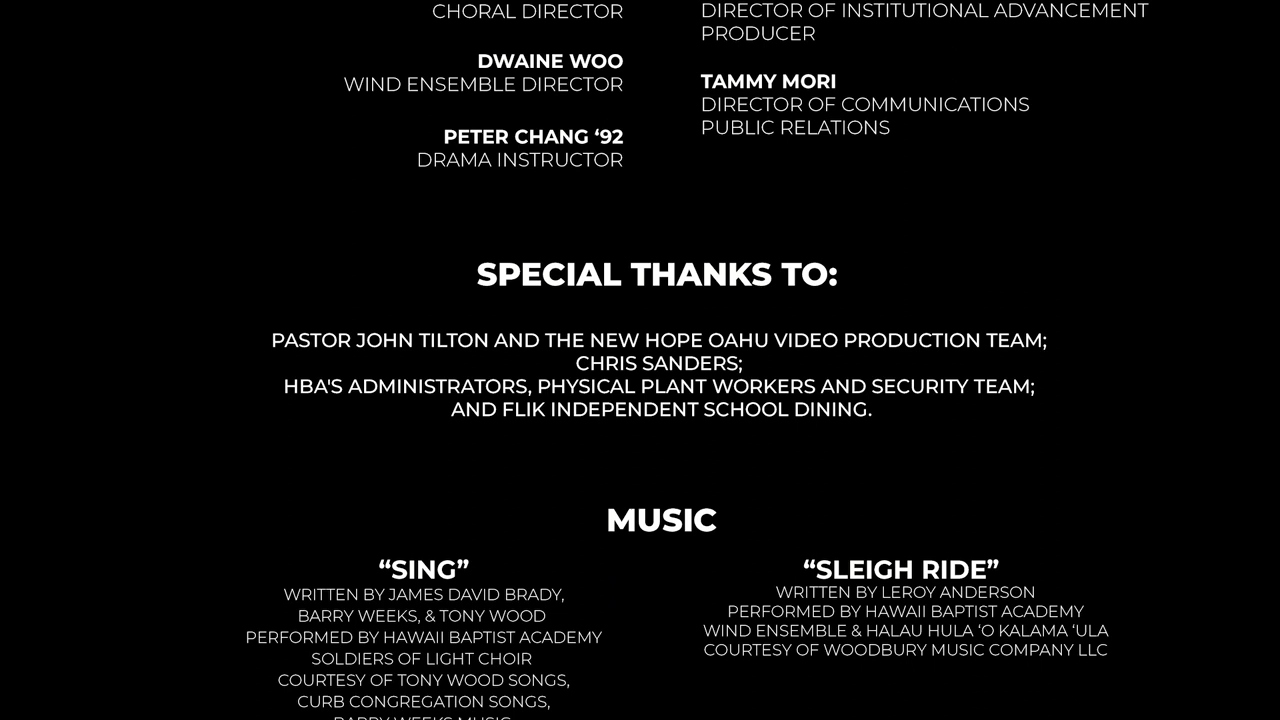 CHORAL DIRECTOR
DWAINE WOO
WIND ENSEMBLE DIRECTOR
PETER CHANG ‘92
DRAMA INSTRUCTOR
DIRECTOR OF INSTITUTIONAL ADVANCEMENT
PRODUCER
TAMMY MORI
DIRECTOR OF COMMUNICATIONS
PUBLIC RELATIONS
SPECIAL THANKS TO:
PASTOR JOHN TILTON AND THE NEW HOPE OAHU VIDEO PRODUCTION TEAM;
CHRIS SANDERS;
HBA'S ADMINISTRATORS, PHYSICAL PLANT WORKERS AND SECURITY TEAM;
AND FLIK INDEPENDENT SCHOOL DINING.
MUSIC
“SING”
WRITTEN BY JAMES DAVID BRADY,
BARRY WEEKS, & TONY WOOD
PERFORMED BY HAWAII BAPTIST ACADEMY
SOLDIERS OF LIGHT CHOIR
COURTESY OF TONY WOOD SONGS,
CURB CONGREGATION SONGS,
BARRY WEEKS MUSIC
“SLEIGH RIDE”
WRITTEN BY LEROY ANDERSON
PERFORMED BY HAWAII BAPTIST ACADEMY
WIND ENSEMBLE & HALAU HULA ‘O KALAMA ‘ULA
COURTESY OF WOODBURY MUSIC COMPANY LLC